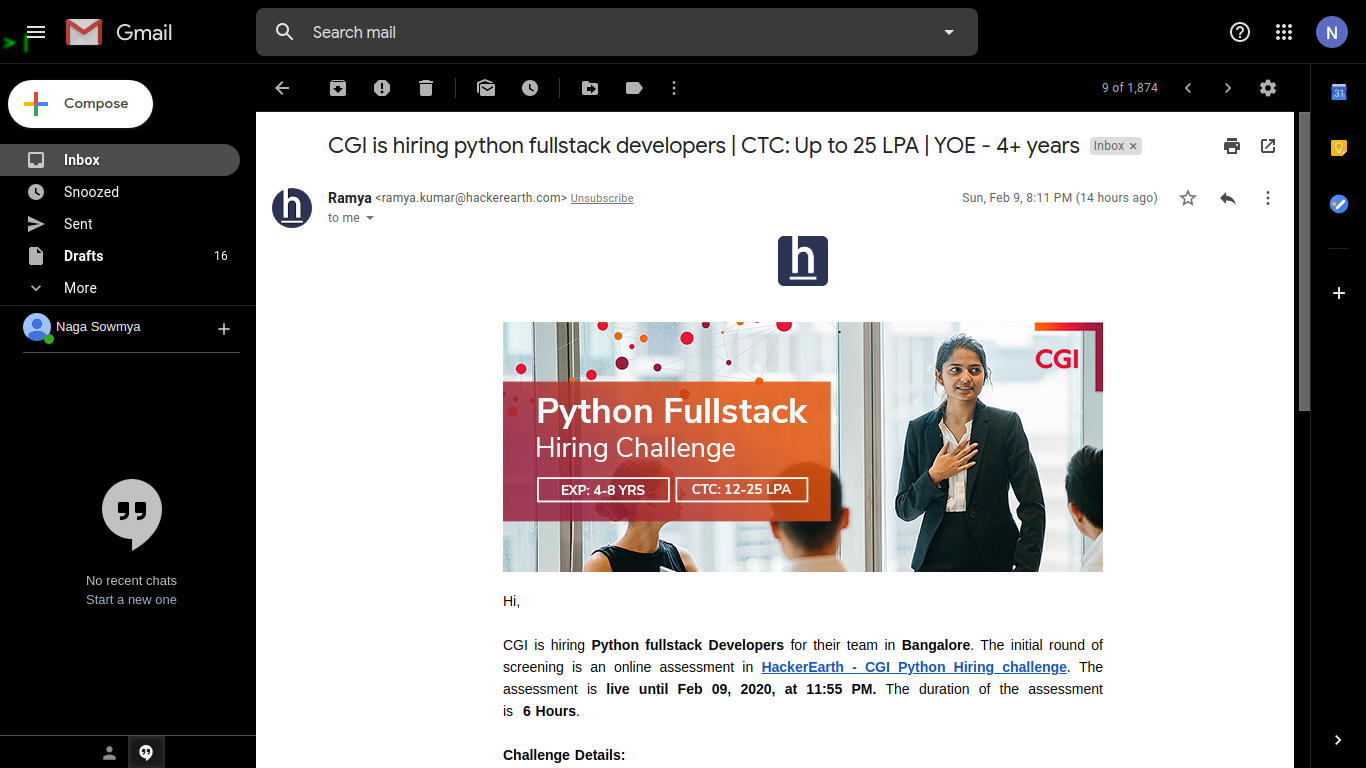 >
Gmail
Search mail
N
Compose
9 of 1,874
31
Inbox
Snoozed
Sent
Drafts 16
More
Naga Sowmya
No recent chats
Start a new one
CGI is hiring python fullstack developers | CTC: Up to 25 LPA | YOE - 4+ years Inbox ×
h
Ramya <ramya.kumar@hackerearth.com> Unsubscribe Sun, Feb 9, 8:11 PM (14 hours ago)
to me
h
CGI
Python Fullstack
Hiring Challenge
EXP: 4-8 YRS CTC: 12-25 LPA
Hi,
CGI is hiring Python fullstack Developers for their team in Bangalore. The initial round of
screening is an online assessment in HackerEarth - CGI Python Hiring challenge. The
assessment is live until Feb 09, 2020, at 11:55 PM. The duration of the assessment
is 6 Hours.
Challenge Details: